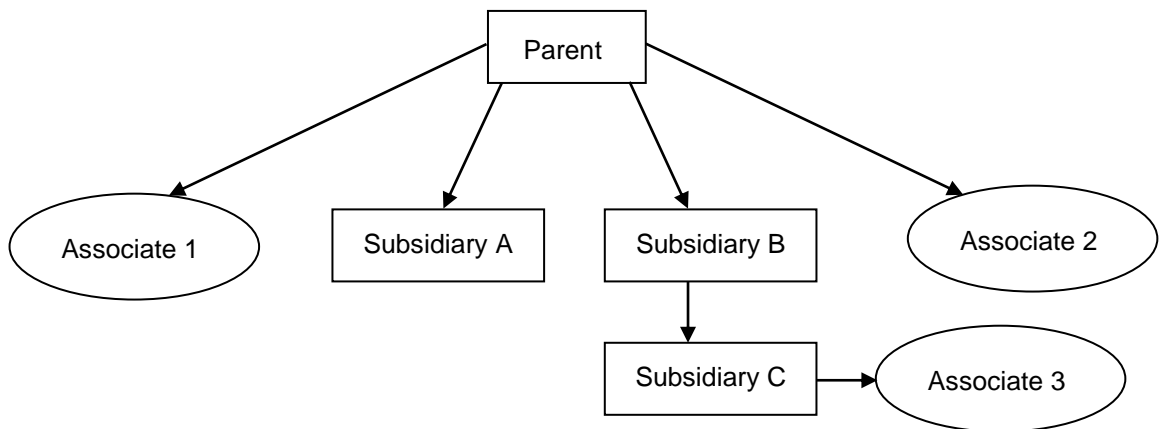 Parent
Associate 1
Subsidiary A
Subsidiary B
Associate 2
Subsidiary C
Associate 3